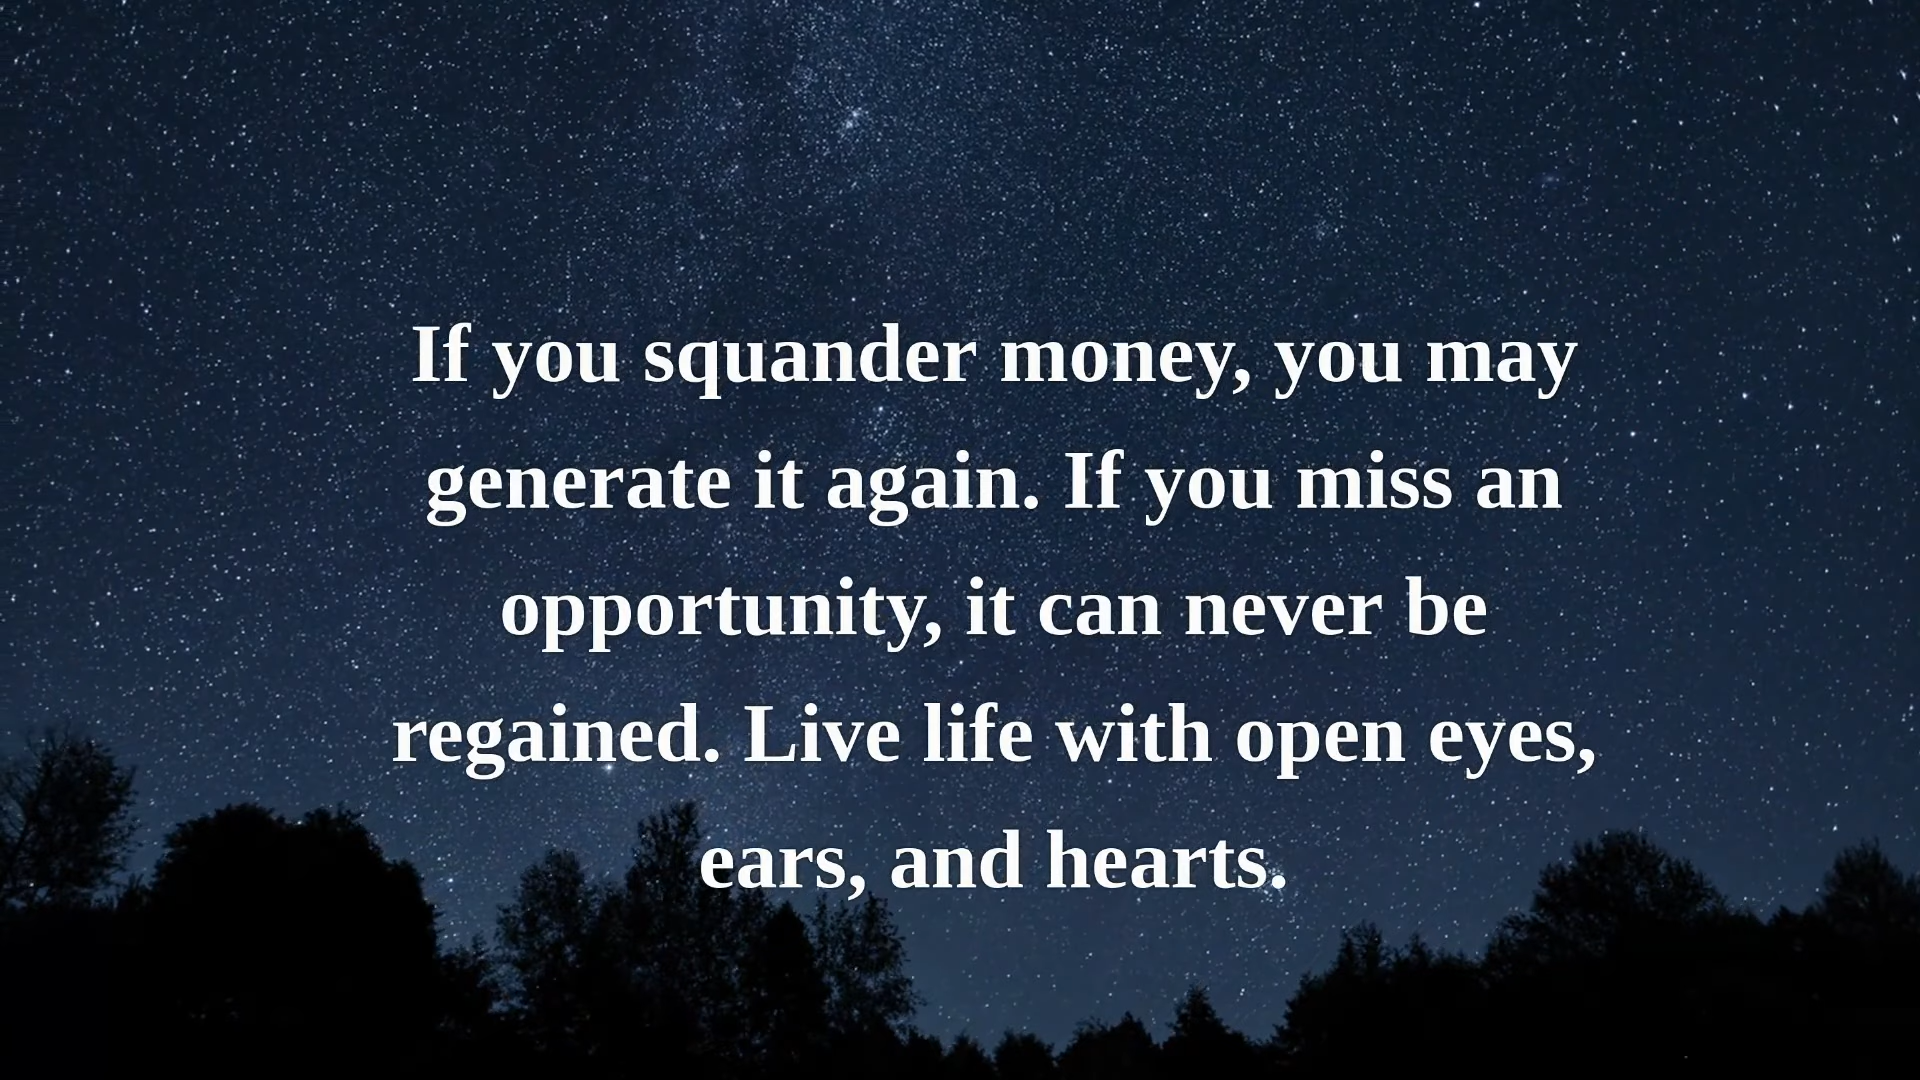 If you squander money, you may
generate it again. If you miss an
opportunity, it can never be
regained. Live life with open eyes,
ears, and hearts.